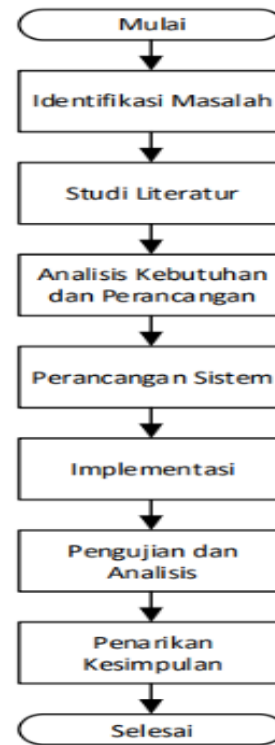 Mulai
Identifikasi Masalah
Studi Literatur
Analisis Kebutuhan
dan Perancangan
Perancangan Sistem
Implementasi
Pengujian dan
Analisis
Penarikan
Kesimpulan
Selesai